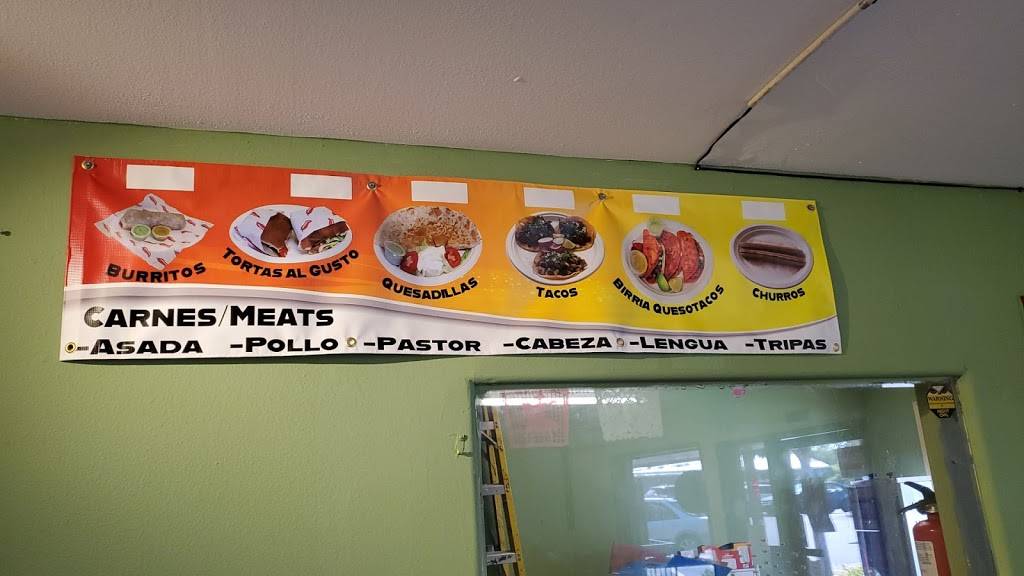 BURRITOS
TORTAS AL GUSTO
QUESADILLAS
TACOS
BIRRIA QUESOTACOS
CHURROS
CARNES/MEATS
-ASADA -POLLO -PASTOR -CABEZA -LENGUA -TRIPAS
WARNING